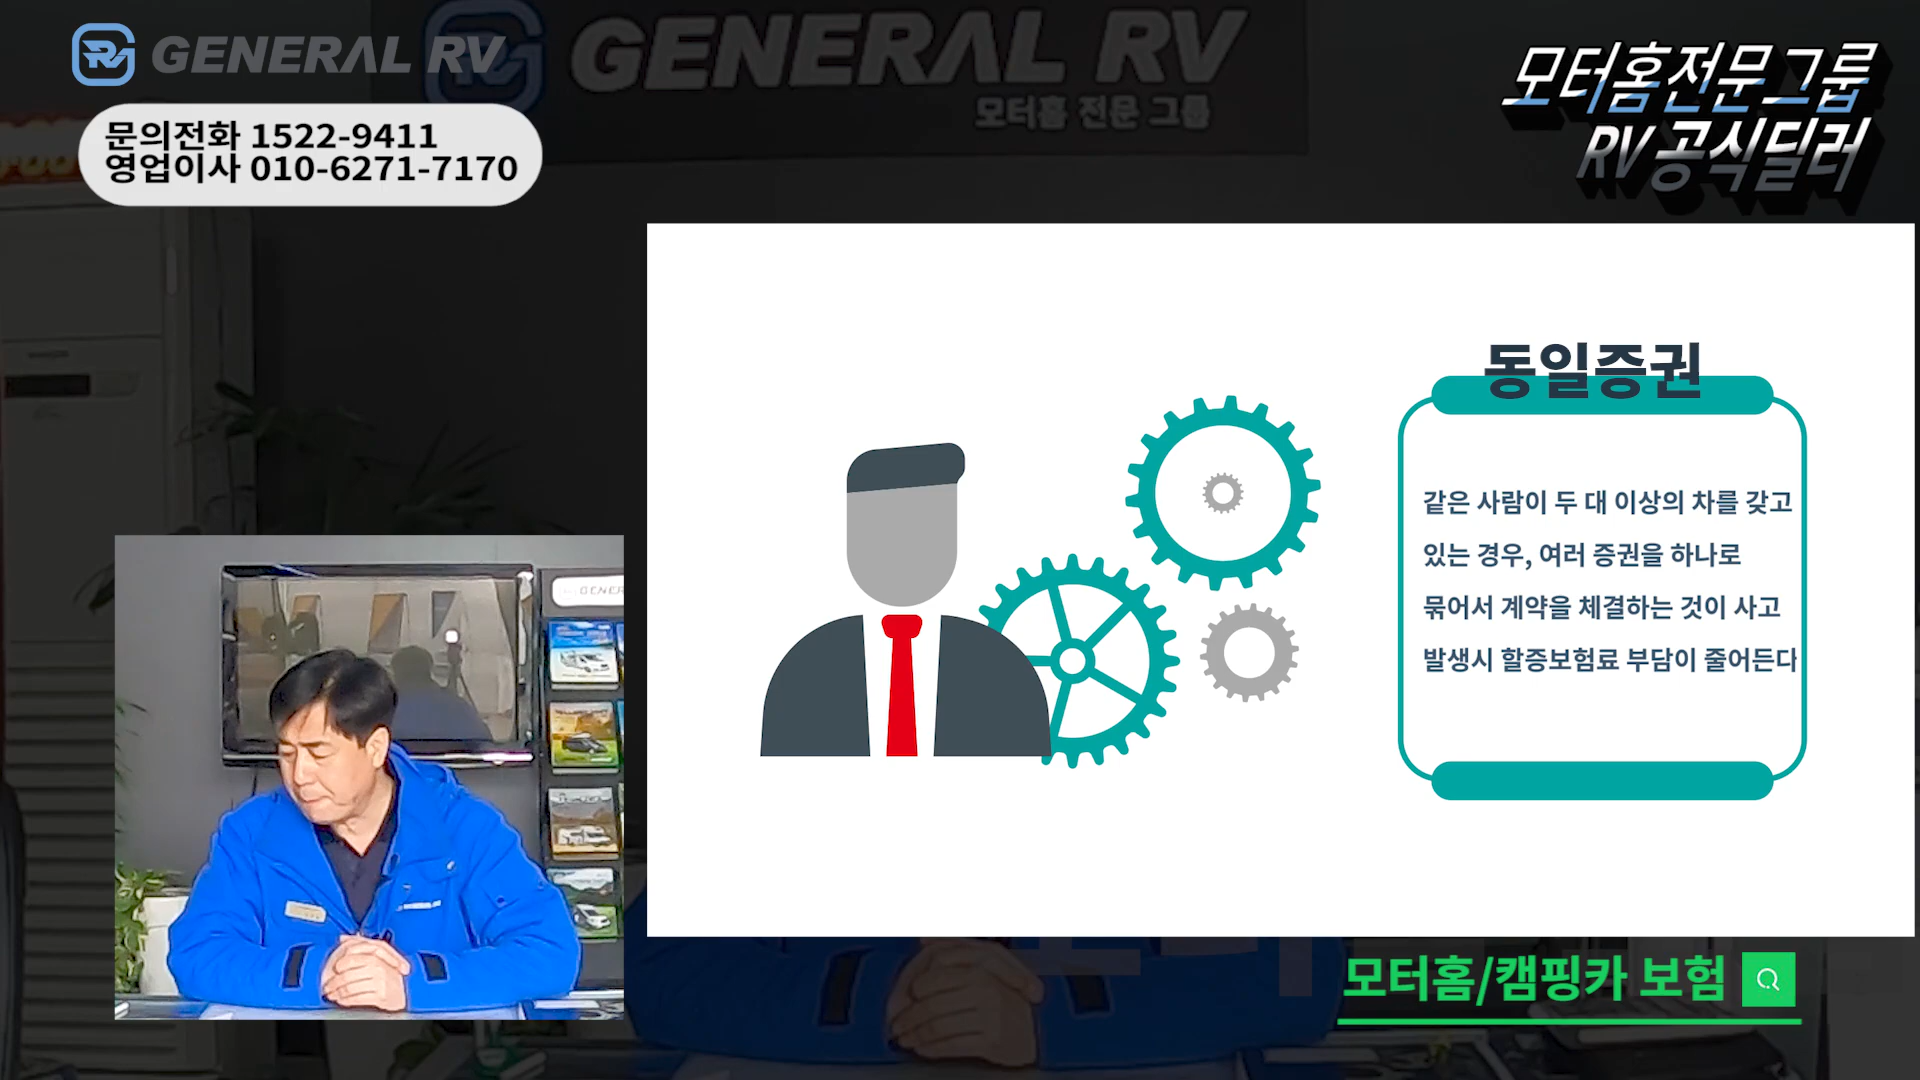 GENERAL RV
문의전화 1522-9411
영업이사 010-6271-7170
GENERAL RV
모터홈 전문 그룹
모터홈전문그룹
RV 공식딜러
동일증권
같은 사람이 두 대 이상의 차를 갖고
있는 경우, 여러 증권을 하나로
묶어서 계약을 체결하는 것이 사고
발생시 할증보험료 부담이 줄어든다
모터홈/캠핑카 보험